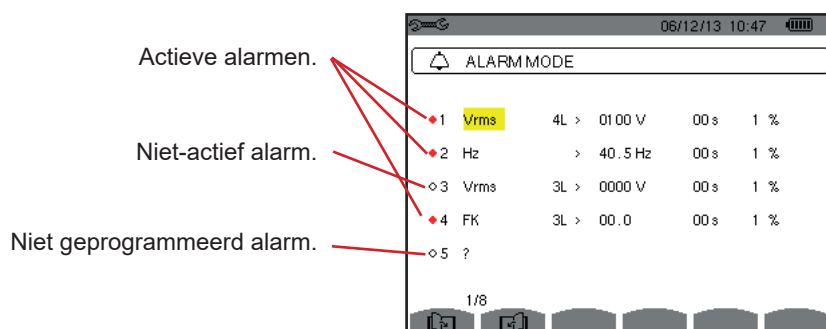 06/12/13 10:47
ALARM MODE
Actieve alarmen.
1 Vrms 4L > 0100 V 00 s 1 %
2 Hz > 40.5 Hz 00 s 1 %
Niet-actief alarm.
3 Vrms 3L > 0000 V 00 s 1 %
4 FK 3L > 00.0 00 s 1 %
Niet geprogrammeerd alarm.
5 ?
1/8